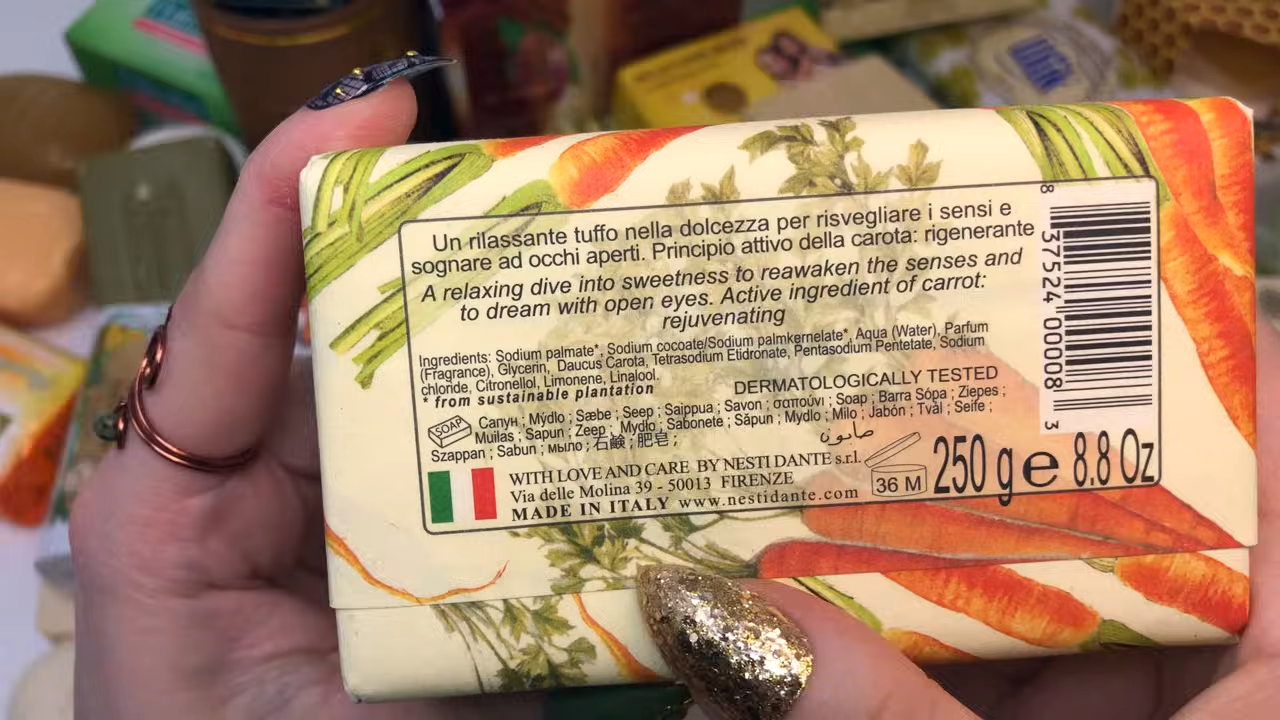 Un rilassante tuffo nella dolcezza per risvegliare i sensi e
sognare ad occhi aperti. Principio attivo della carota: rigenerante
A relaxing dive into sweetness to reawaken the senses and
to dream with open eyes. Active ingredient of carrot:
rejuvenating
Ingredients: Sodium palmate*, Sodium cocoate/Sodium palmkernelate*, Aqua (Water), Parfum
(Fragrance), Glycerin, Daucus Carota, Tetrasodium Etidronate, Pentasodium Pentetate, Sodium
chloride, Citronellol, Limonene, Linalool.
* from sustainable plantation
DERMATOLOGICALLY TESTED
SOAP
Сапун ; Mýdlo ; Sæbe ; Seep ; Saippua ; Savon ; σαπούνι ; Soap ; Barra Sópa ; Ziepes ;
Muilas ; Sapun ; Zeep ; Mydło ; Sabonete ; Săpun ; Mydlo ; Milo ; Jabón ; Tvål ; Seife ;
Szappan ; Sabun ; мыло ; 石鹸 ; 肥皂 ;
صابون
WITH LOVE AND CARE BY NESTI DANTE s.r.l.
Via delle Molina 39 - 50013 FIRENZE
MADE IN ITALY www.nestidante.com
36 M
250 g e 8.8 Oz
8 37524 00008 3